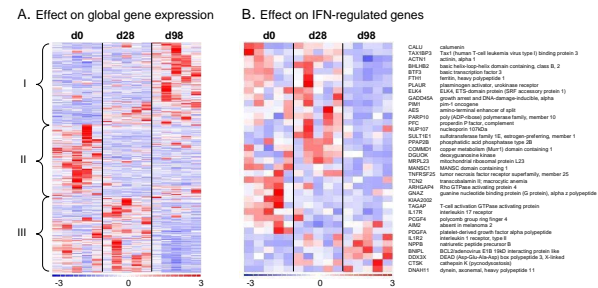 A. Effect on global gene expression
d0 d28 d98
I
II
III
-3 0 3
B. Effect on IFN-regulated genes
d0 d28 d98
CALU calumenin
TAX1BP3 Tax1 (human T-cell leukemia virus type I) binding protein 3
ACTN1 actinin, alpha 1
BHLHB2 basic helix-loop-helix domain containing, class B, 2
BTF3 basic transcription factor 3
FTH1 ferritin, heavy polypeptide 1
PLAUR plasminogen activator, urokinase receptor
ELK4 ELK4, ETS-domain protein (SRF accessory protein 1)
GADD45A growth arrest and DNA-damage-inducible, alpha
PIM1 pim-1 oncogene
AES amino-terminal enhancer of split
PARP10 poly (ADP-ribose) polymerase family, member 10
PFC properdin P factor, complement
NUP107 nucleoporin 107kDa
SULT1E1 sulfotransferase family 1E, estrogen-preferring, member 1
PPAP2B phosphatidic acid phosphatase type 2B
COMMD1 copper metabolism (Murr1) domain containing 1
DGUOK deoxyguanosine kinase
MRPL23 mitochondrial ribosomal protein L23
MANSC1 MANSC domain containing 1
TNFRSF25 tumor necrosis factor receptor superfamily, member 25
TCN2 transcobalamin II; macrocytic anemia
ARHGAP4 Rho GTPase activating protein 4
GNAZ guanine nucleotide binding protein (G protein), alpha z polypeptide
KIAA2002
TAGAP T-cell activation GTPase activating protein
IL17R interleukin 17 receptor
PCGF4 polycomb group ring finger 4
AIM2 absent in melanoma 2
PDGFA platelet-derived growth factor alpha polypeptide
IL1R2 interleukin 1 receptor, type II
NPPB natriuretic peptide precursor B
BNIPL BCL2/adenovirus E1B 19kD interacting protein like
DDX3X DEAD (Asp-Glu-Ala-Asp) box polypeptide 3, X-linked
CTSK cathepsin K (pycnodysostosis)
DNAH11 dynein, axonemal, heavy polypeptide 11
-3 0 3